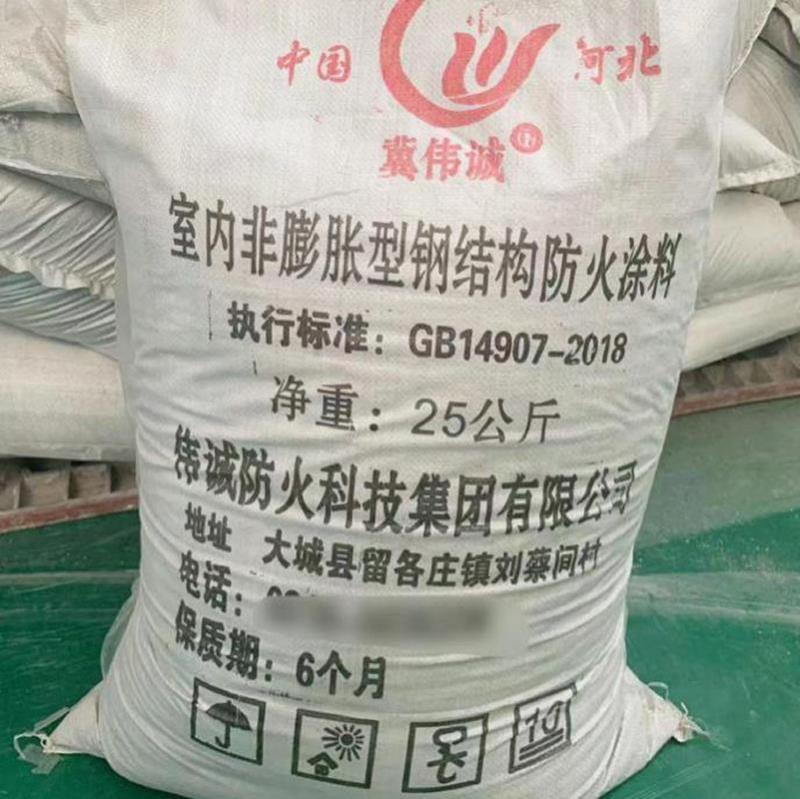 中国 河北
冀伟诚®
室内非膨胀型钢结构防火涂料
执行标准：GB14907-2018
净重：25公斤
伟诚防火科技集团有限公司
地址 大城县留各庄镇刘蔡间村
电话：
保质期：6个月
10